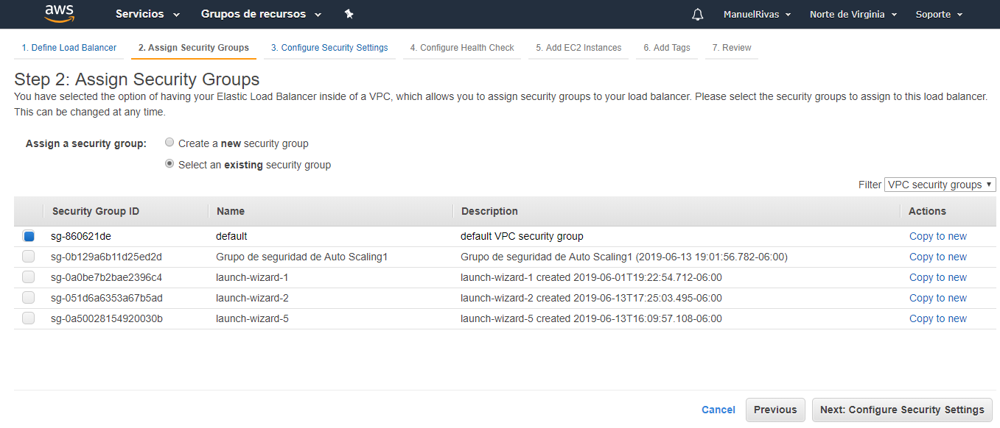 aws Servicios Grupos de recursos ManuelRivas Norte de Virginia Soporte
1. Define Load Balancer 2. Assign Security Groups 3. Configure Security Settings 4. Configure Health Check 5. Add EC2 Instances 6. Add Tags 7. Review
Step 2: Assign Security Groups
You have selected the option of having your Elastic Load Balancer inside of a VPC, which allows you to assign security groups to your load balancer. Please select the security groups to assign to this load balancer.
This can be changed at any time.
Assign a security group: Create a new security group
Select an existing security group
Filter VPC security groups
Security Group ID Name Description Actions
sg-860621de default default VPC security group Copy to new
sg-0b129a6b11d25ed2d Grupo de seguridad de Auto Scaling1 Grupo de seguridad de Auto Scaling1 (2019-06-13 19:01:56.782-06:00) Copy to new
sg-0a0be7b2bae2396c4 launch-wizard-1 launch-wizard-1 created 2019-06-01T19:22:54.712-06:00 Copy to new
sg-051d6a6353a67b5ad launch-wizard-2 launch-wizard-2 created 2019-06-13T17:25:03.495-06:00 Copy to new
sg-0a50028154920030b launch-wizard-5 launch-wizard-5 created 2019-06-13T16:09:57.108-06:00 Copy to new
Cancel Previous Next: Configure Security Settings